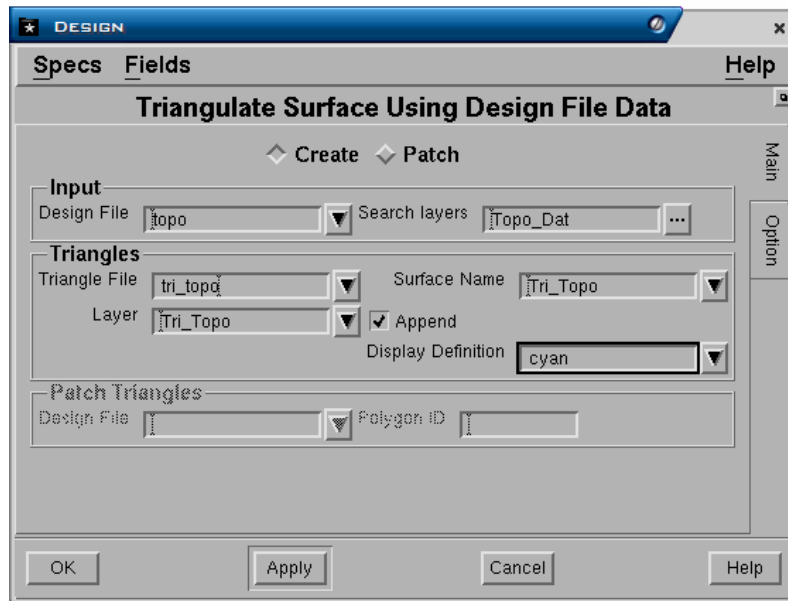 DESIGN
Specs Fields Help
Triangulate Surface Using Design File Data
Create Patch
Main
Option
Input
Design File topo Search layers Topo_Dat ...
Triangles
Triangle File tri_topo Surface Name Tri_Topo
Layer Tri_Topo Append
Display Definition cyan
Patch Triangles
Design File Polygon ID
OK Apply Cancel Help